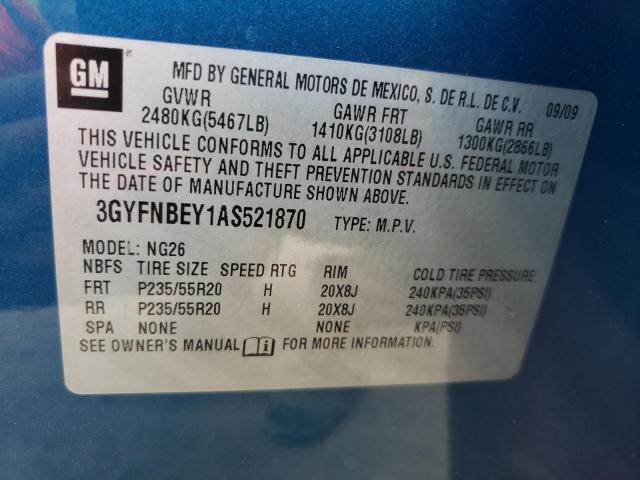 GM
MFD BY GENERAL MOTORS DE MEXICO, S. DE R.L. DE C.V. 09/09
GVWR GAWR FRT GAWR RR
2480KG(5467LB) 1410KG(3108LB) 1300KG(2866LB)
THIS VEHICLE CONFORMS TO ALL APPLICABLE U.S. FEDERAL MOTOR
VEHICLE SAFETY AND THEFT PREVENTION STANDARDS IN EFFECT ON
THE DATE OF MANUFACTURE SHOWN ABOVE.
3GYFNBEY1AS521870 TYPE: M.P.V.
MODEL: NG26
NBFS TIRE SIZE SPEED RTG RIM COLD TIRE PRESSURE
FRT P235/55R20 H 20X8J 240KPA(35PSI)
RR P235/55R20 H 20X8J 240KPA(35PSI)
SPA NONE NONE KPA(PSI)
SEE OWNER'S MANUAL FOR MORE INFORMATION.